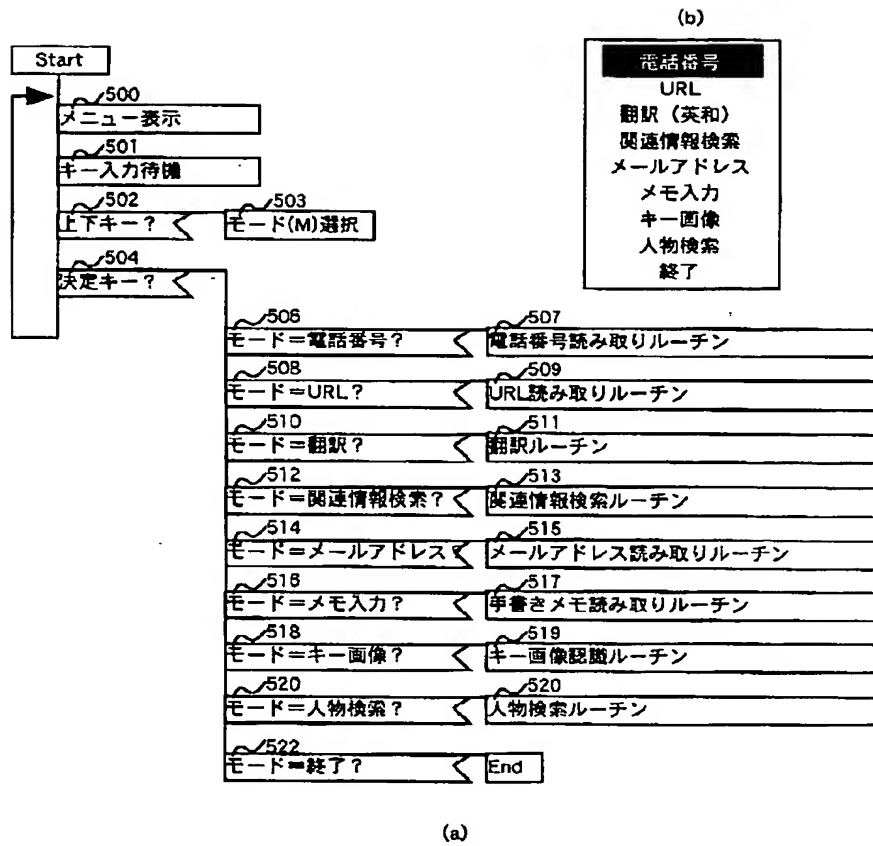 (b)
Start
電話番号
URL
翻訳（英和）
関連情報検索
メールアドレス
メモ入力
キー画像
人物検索
終了
500
メニュー表示
501
キー入力待機
502
上下キー？
503
モード(M)選択
504
決定キー？
506
モード＝電話番号？
507
電話番号読み取りルーチン
508
モード＝URL？
509
URL読み取りルーチン
510
モード＝翻訳？
511
翻訳ルーチン
512
モード＝関連情報検索？
513
関連情報検索ルーチン
514
モード＝メールアドレス？
515
メールアドレス読み取りルーチン
516
モード＝メモ入力？
517
手書きメモ読み取りルーチン
518
モード＝キー画像？
519
キー画像認識ルーチン
520
モード＝人物検索？
520
人物検索ルーチン
522
モード＝終了？
End
(a)